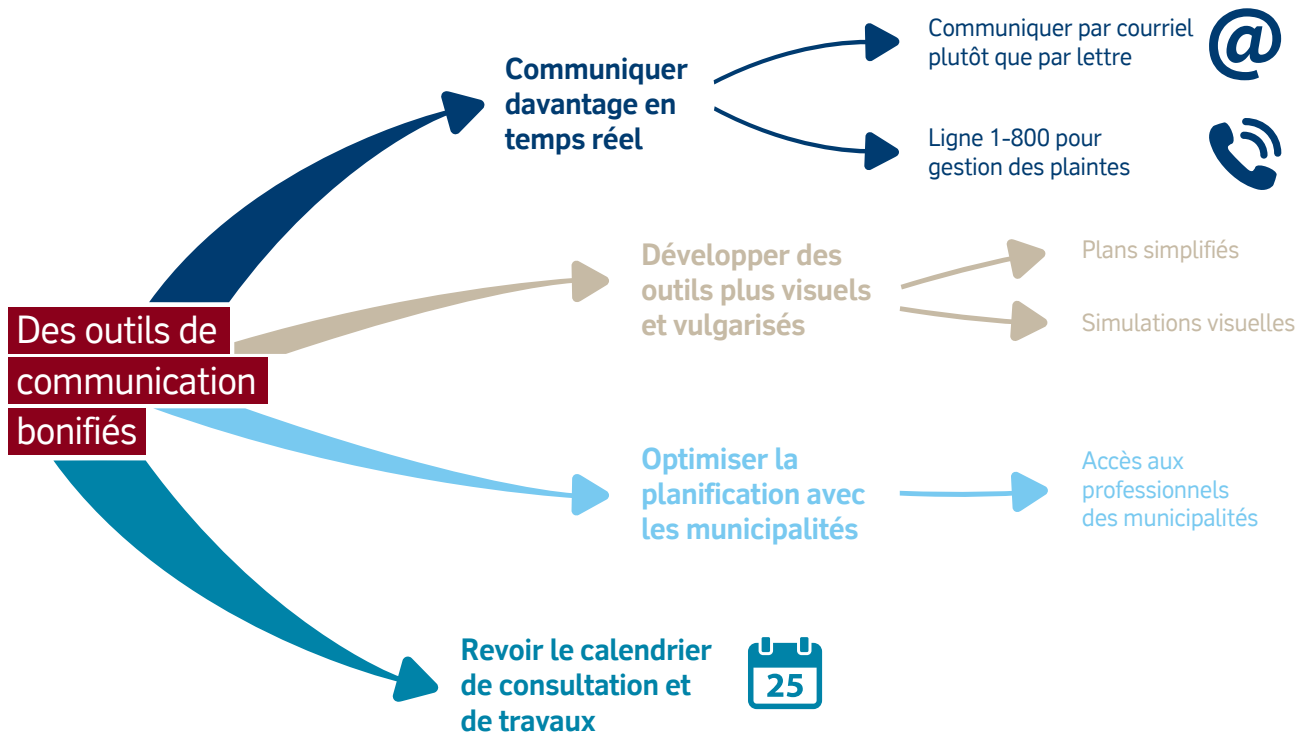 Des outils de
communication
bonifiés
Communiquer
davantage en
temps réel
Communiquer par courriel
plutôt que par lettre
@
Ligne 1-800 pour
gestion des plaintes
Développer des
outils plus visuels
et vulgarisés
Plans simplifiés
Simulations visuelles
Optimiser la
planification avec
les municipalités
Accès aux
professionnels
des municipalités
Revoir le calendrier
de consultation et
de travaux
25